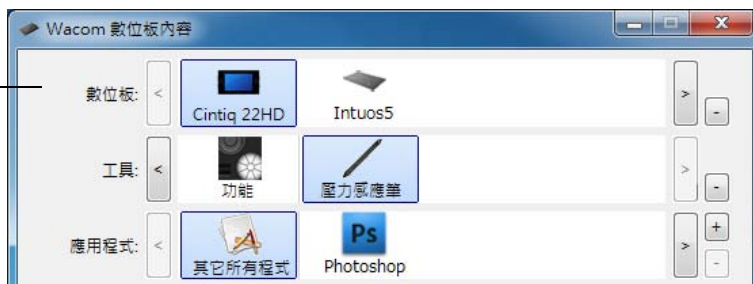 Wacom 數位板內容
數位板: < Cintiq 22HD Intuos5 > -
工具: < 功能 壓力感應筆 > -
應用程式: < Ps > +
其它所有程式 Photoshop -